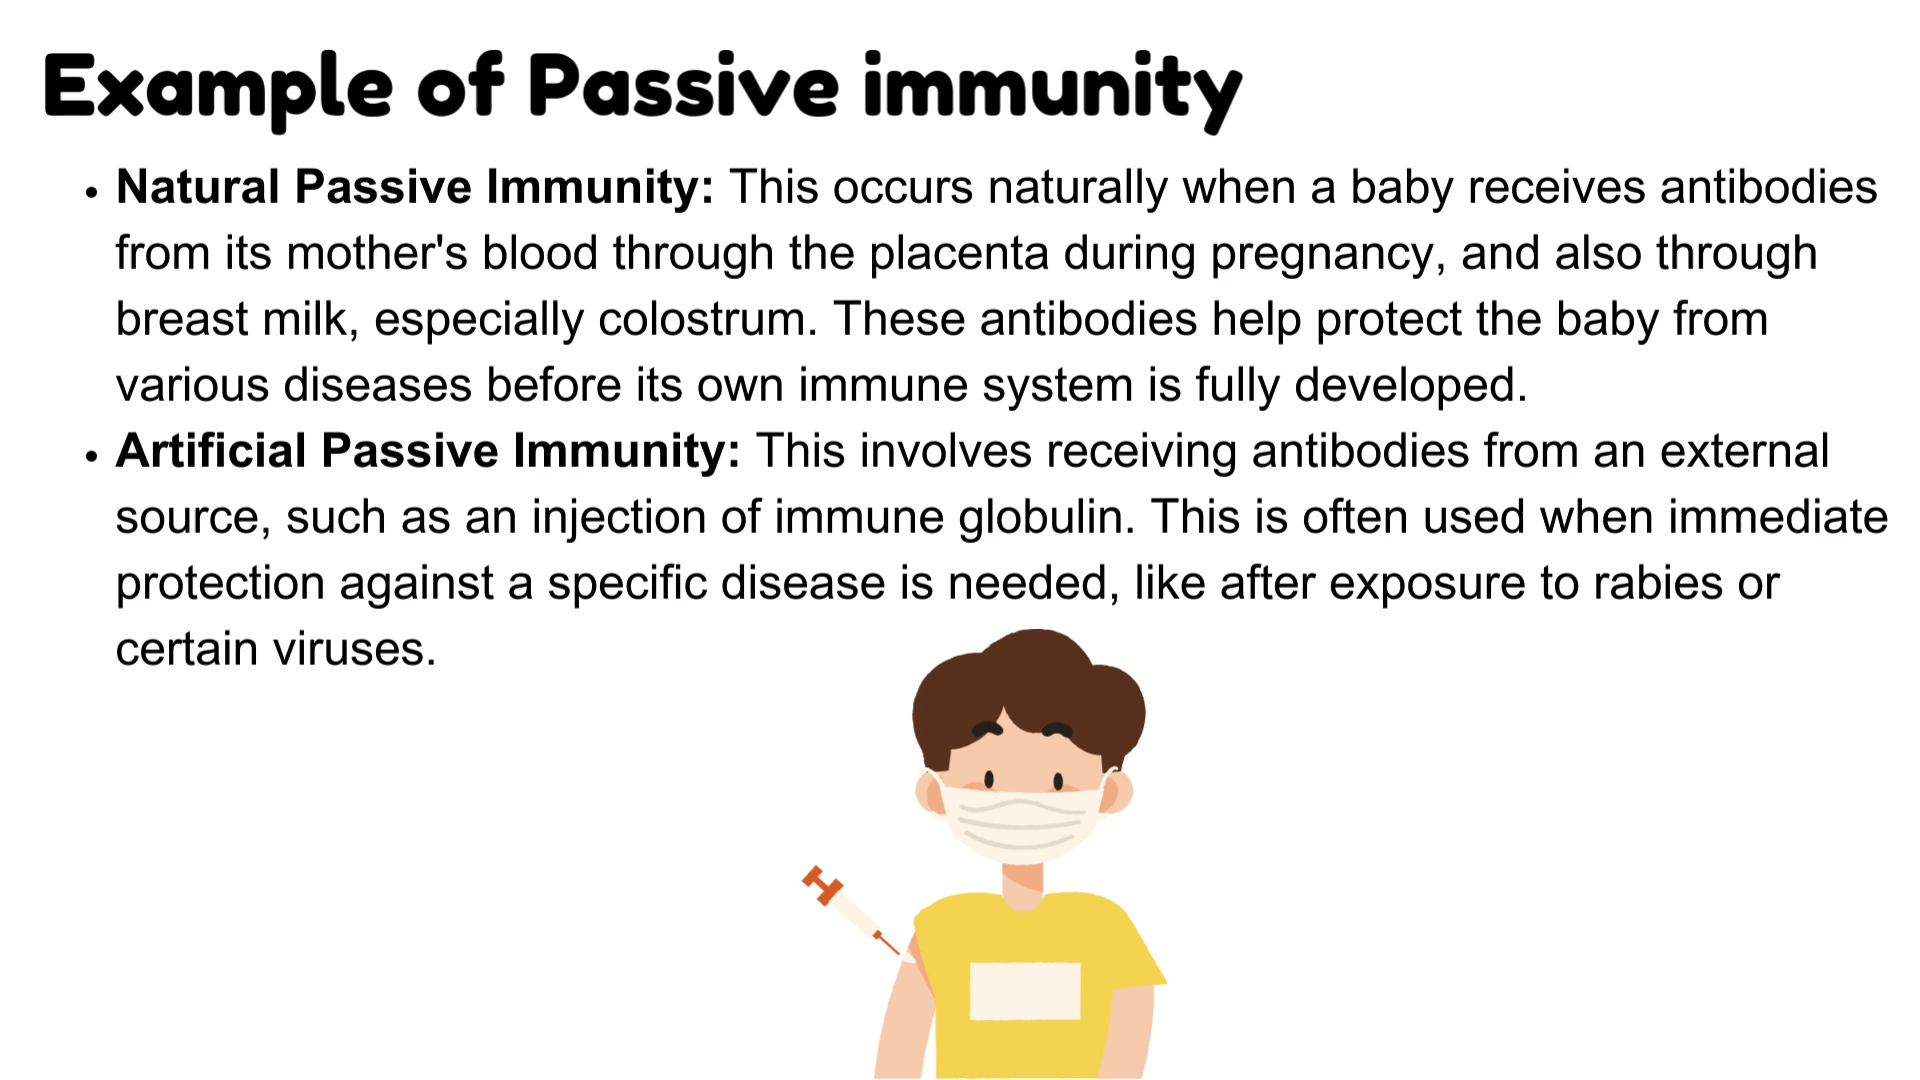 Example of Passive immunity
• Natural Passive Immunity: This occurs naturally when a baby receives antibodies
from its mother's blood through the placenta during pregnancy, and also through
breast milk, especially colostrum. These antibodies help protect the baby from
various diseases before its own immune system is fully developed.
• Artificial Passive Immunity: This involves receiving antibodies from an external
source, such as an injection of immune globulin. This is often used when immediate
protection against a specific disease is needed, like after exposure to rabies or
certain viruses.